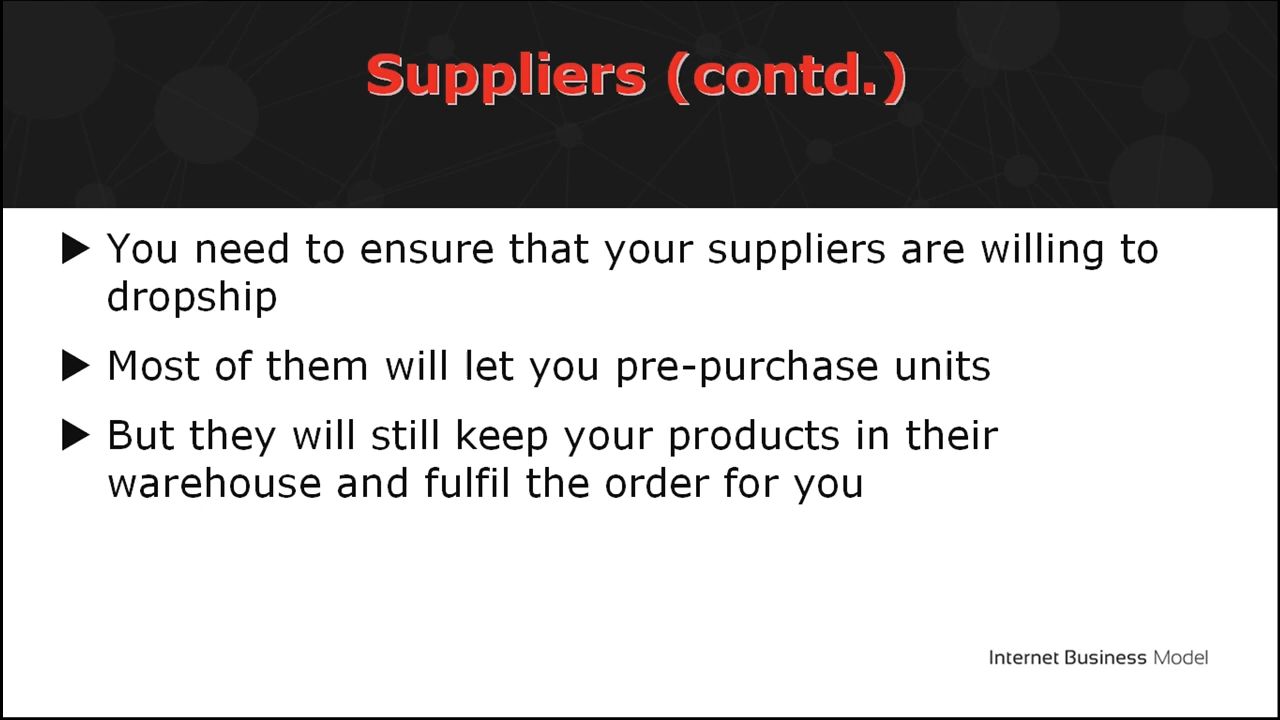 Suppliers (contd.)
You need to ensure that your suppliers are willing to
dropship
Most of them will let you pre-purchase units
But they will still keep your products in their
warehouse and fulfil the order for you
Internet Business Model